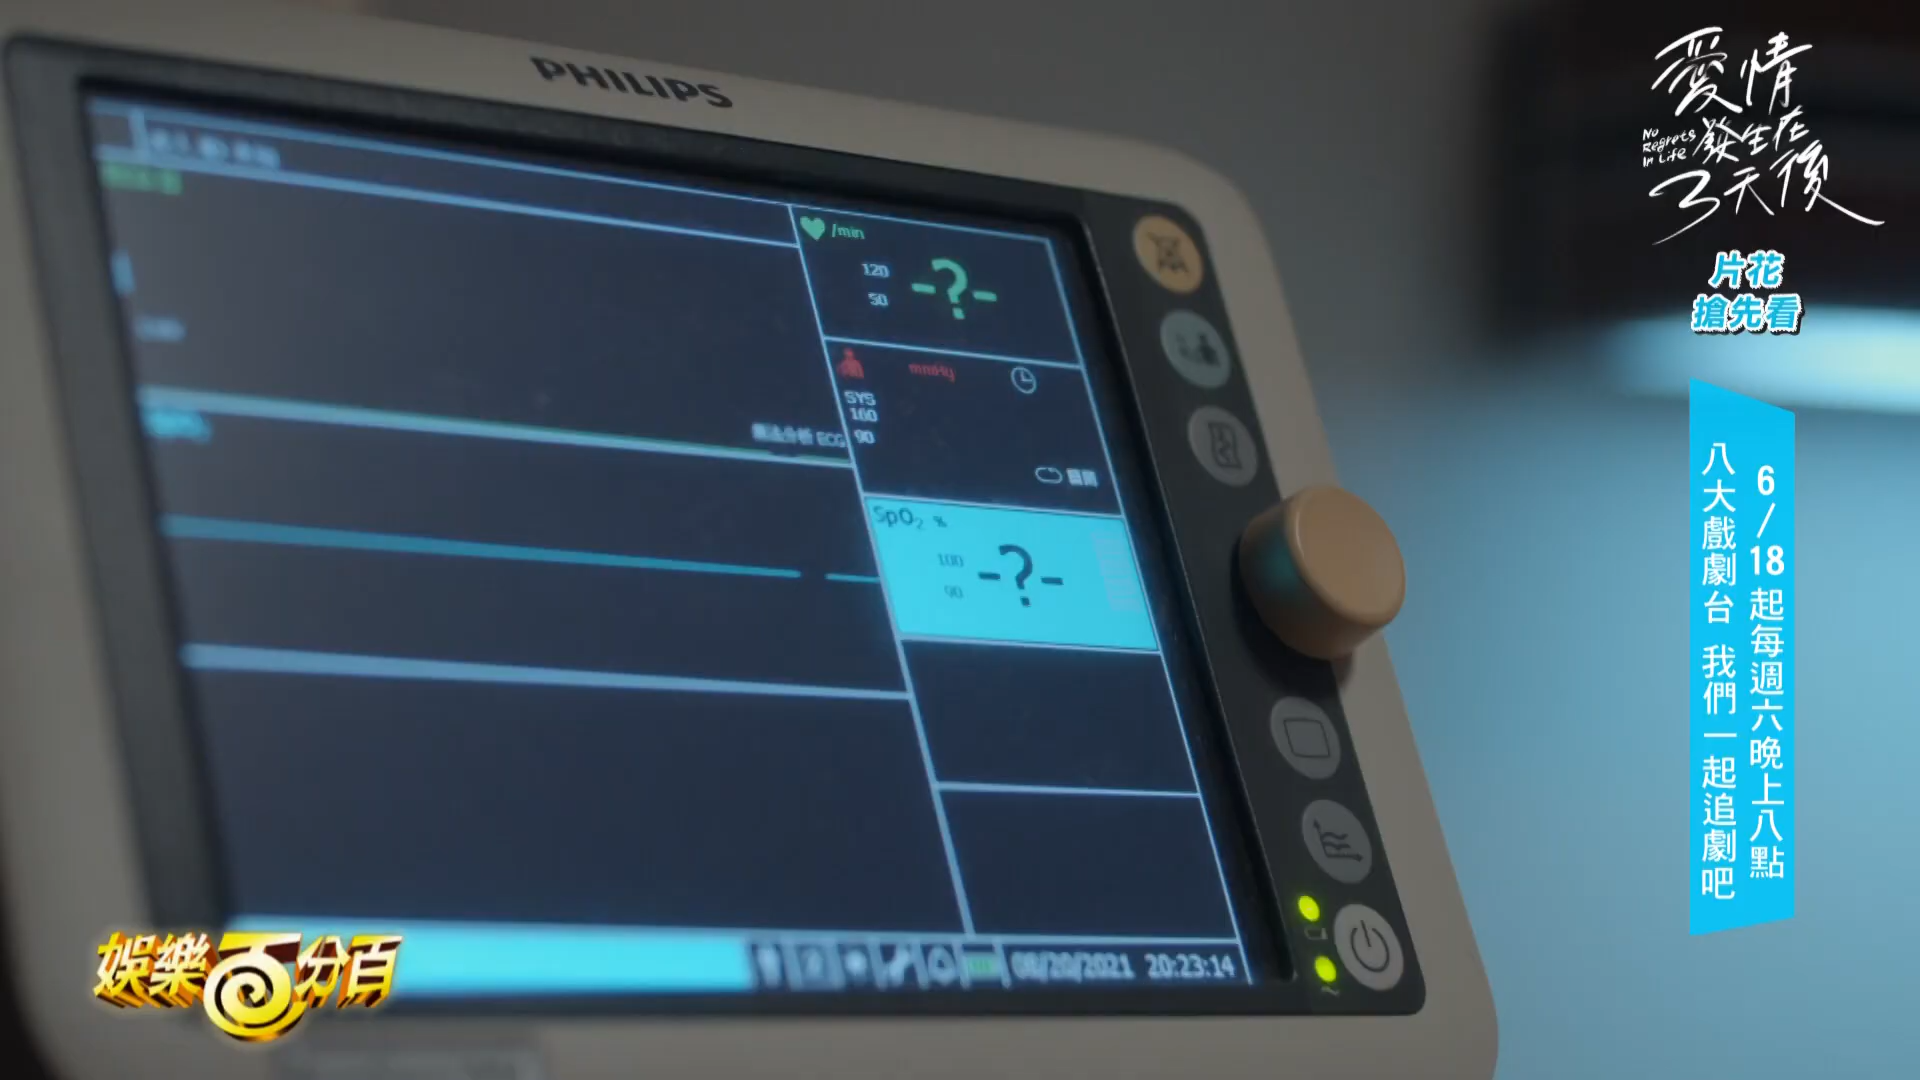 PHILIPS
/min
120
50
-?-
mmHg
SYS
160
90
ECG
SpO2 %
100
90
-?-
08/20/2021 20:23:14
愛情
發生在
3天後
No
Regrets
In Life
片花
搶先看
6/18起每週六晚上八點
八大戲劇台 我們一起追劇吧
娛樂百分百